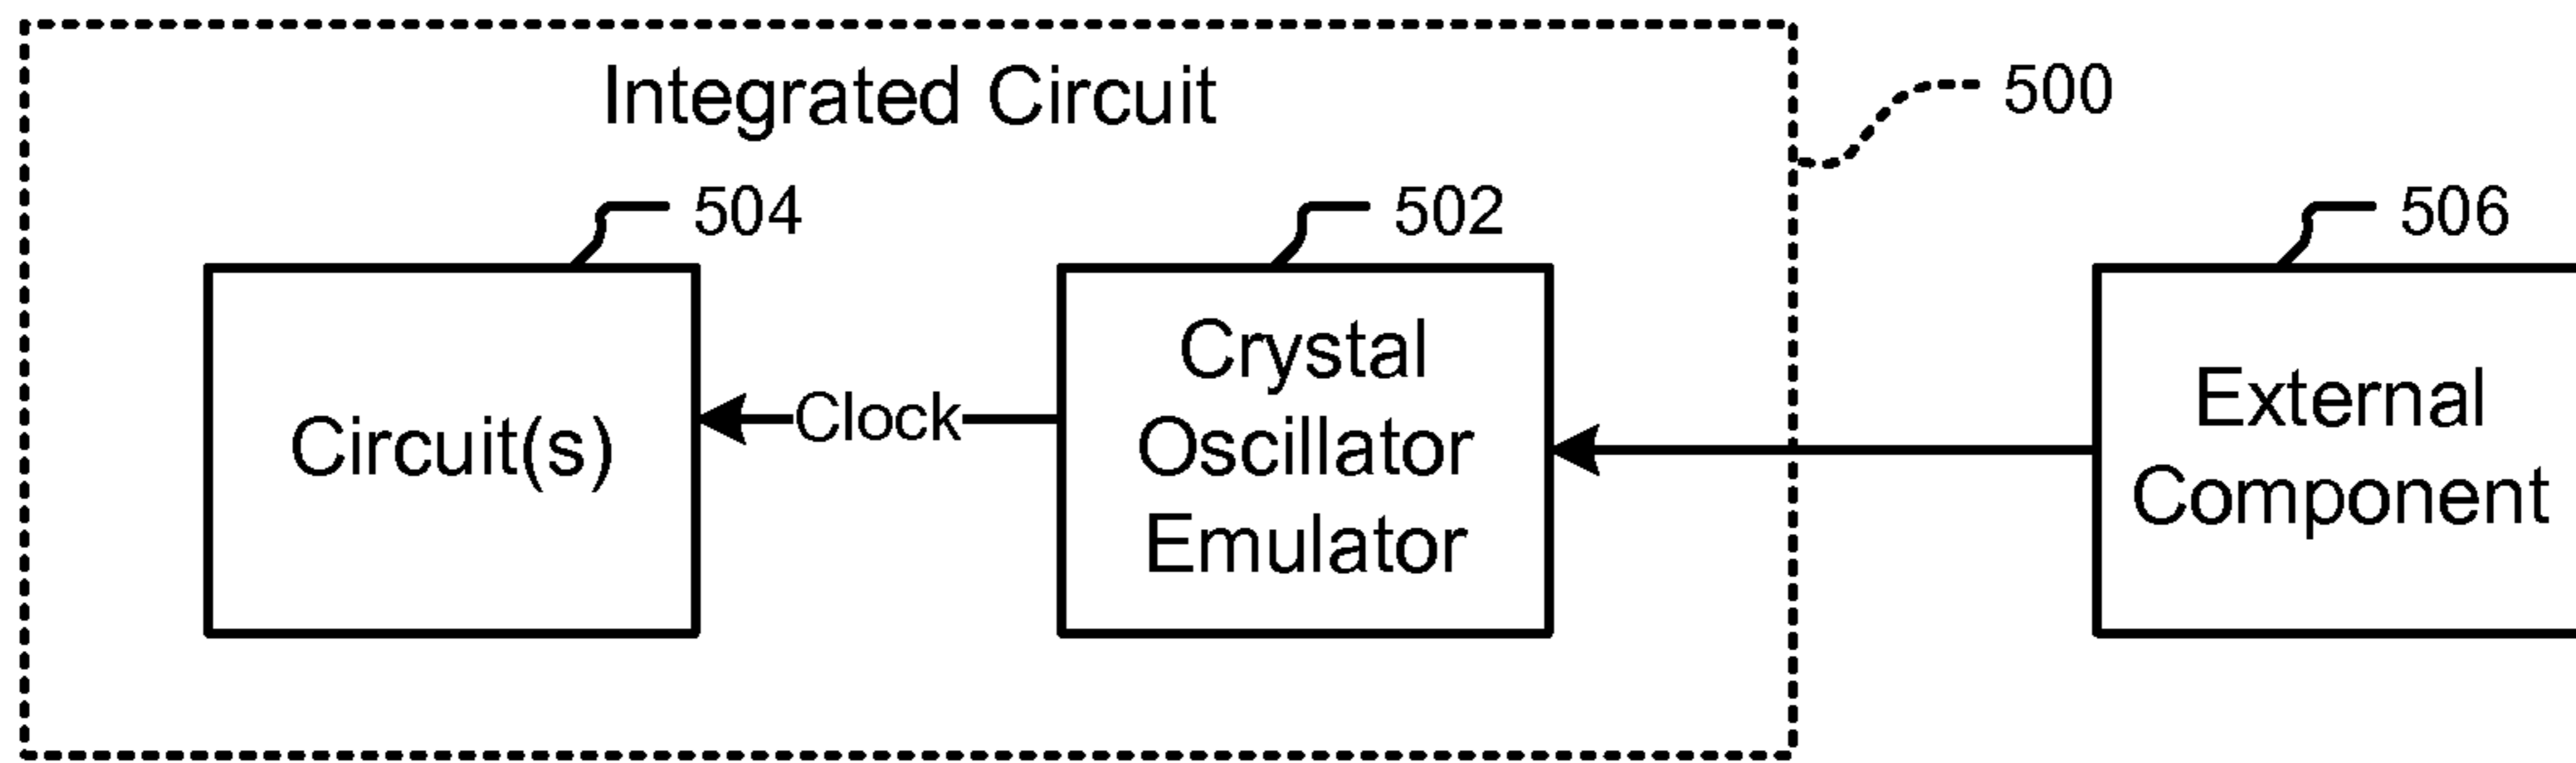 Integrated Circuit
500
504
502
506
Circuit(s)
Clock
Crystal
Oscillator
Emulator
External
Component